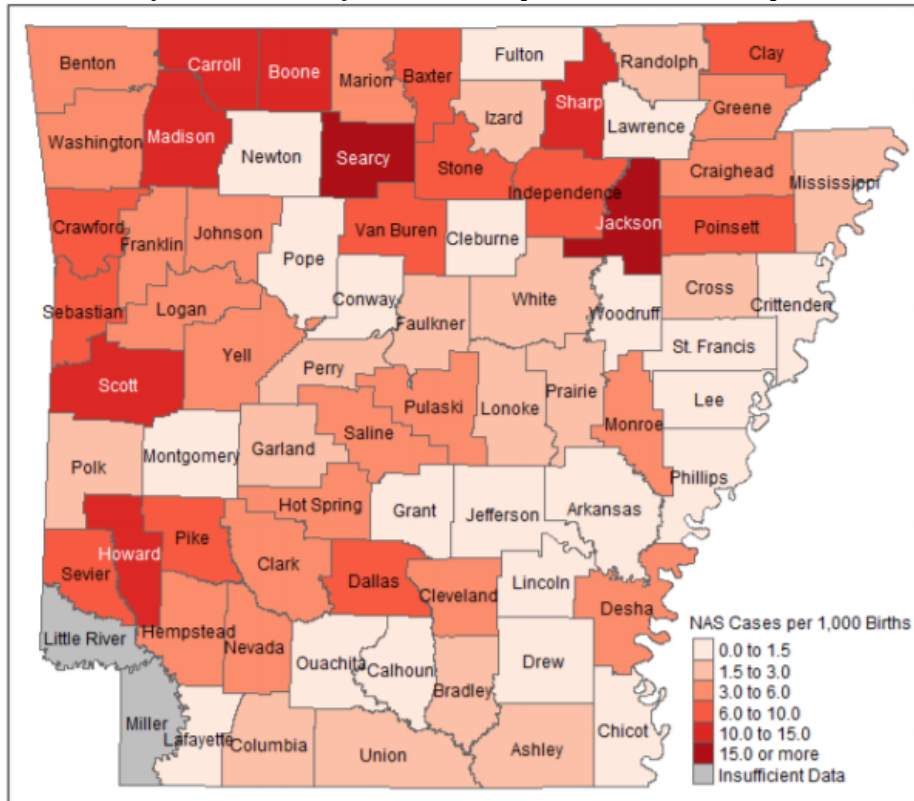 Benton
Carroll
Boone
Marion
Baxter
Fulton
Randolph
Clay
Sharp
Izard
Greene
Lawrence
Washington
Madison
Newton
Searcy
Stone
Independence
Craighead
Mississippi
Crawford
Franklin
Johnson
Van Buren
Cleburne
Jackson
Poinsett
Pope
Sebastian
Logan
Conway
Faulkner
White
Woodruff
Cross
Crittenden
St. Francis
Scott
Yell
Perry
Pulaski
Lonoke
Prairie
Monroe
Lee
Saline
Polk
Montgomery
Garland
Phillips
Hot Spring
Grant
Jefferson
Arkansas
Howard
Pike
Sevier
Clark
Dallas
Cleveland
Lincoln
Desha
Little River
Hempstead
Nevada
Ouachita
Calhoun
Bradley
Drew
Miller
Lafayette
Columbia
Union
Ashley
Chicot
NAS Cases per 1,000 Births
0.0 to 1.5
1.5 to 3.0
3.0 to 6.0
6.0 to 10.0
10.0 to 15.0
15.0 or more
Insufficient Data